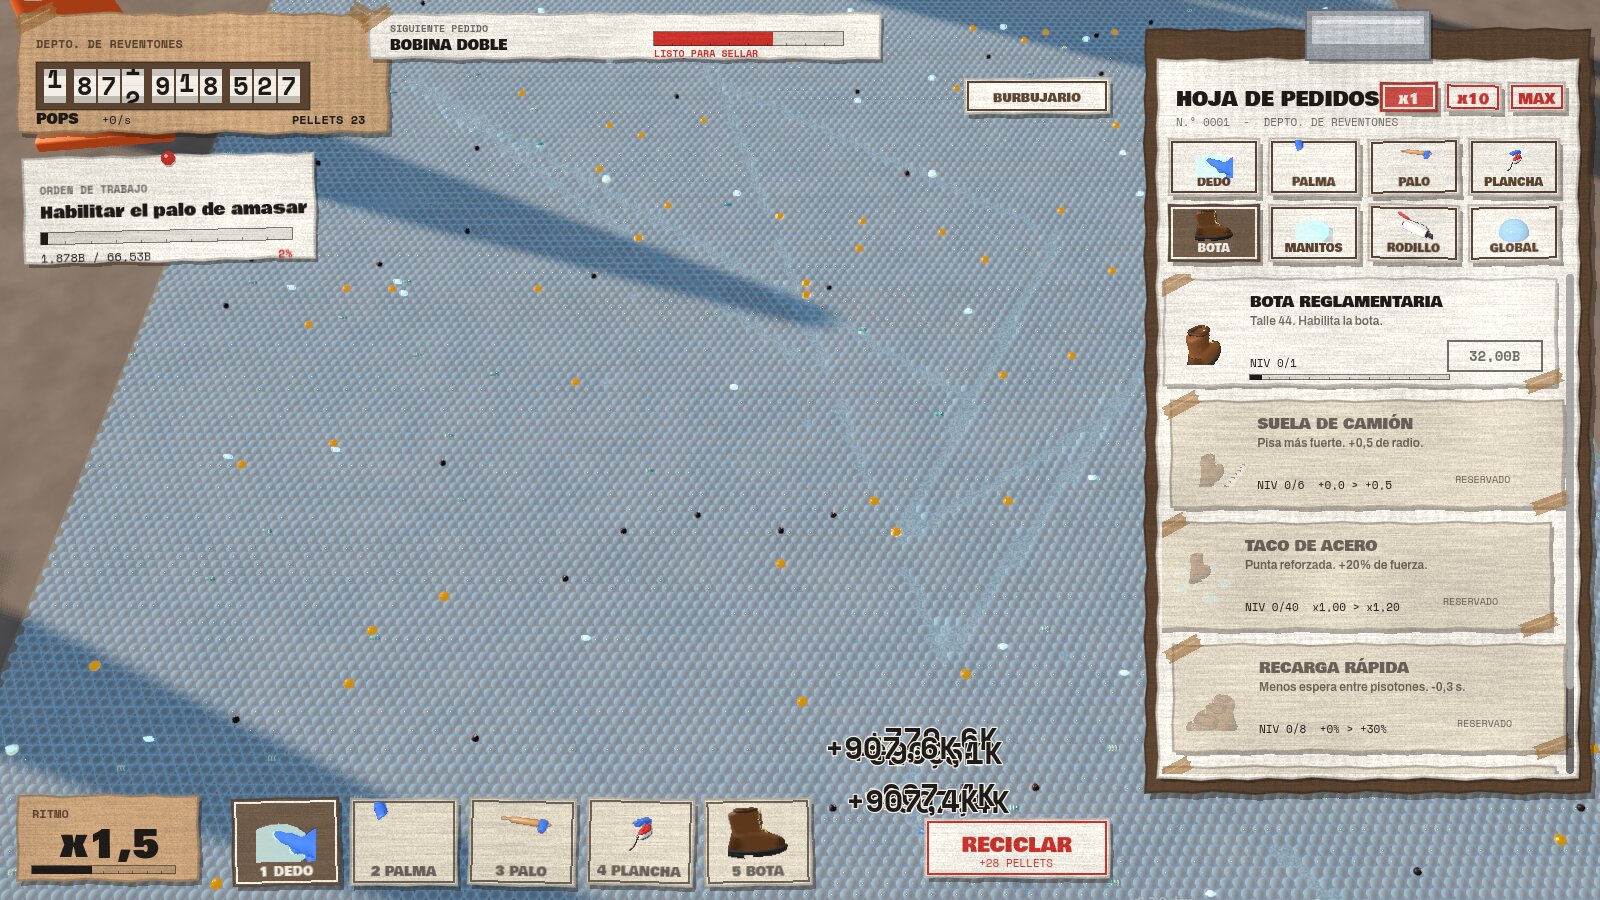 DEPTO. DE REVENTONES
POPS +0/s PELLETS 23
SIGUIENTE PEDIDO
BOBINA DOBLE
LISTO PARA SELLAR
BURBUJARIO
ORDEN DE TRABAJO
Habilitar el palo de amasar
1.878B / 66.53B 2%
HOJA DE PEDIDOS x1 x10 MAX
N.° 0001 - DEPTO. DE REVENTONES
DEDO PALMA PALO PLANCHA
BOTA MANITOS RODILLO GLOBAL
BOTA REGLAMENTARIA
Talle 44. Habilita la bota.
NIV 0/1 32,00B
SUELA DE CAMIÓN
Pisa más fuerte. +0,5 de radio.
NIV 0/6 +0,0 > +0,5 RESERVADO
TACO DE ACERO
Punta reforzada. +20% de fuerza.
NIV 0/40 x1,00 > x1,20 RESERVADO
RECARGA RÁPIDA
Menos espera entre pisotones. -0,3 s.
NIV 0/8 +0% > +30% RESERVADO
RITMO
x1,5
1 DEDO 2 PALMA 3 PALO 4 PLANCHA 5 BOTA
RECICLAR
+28 PELLETS